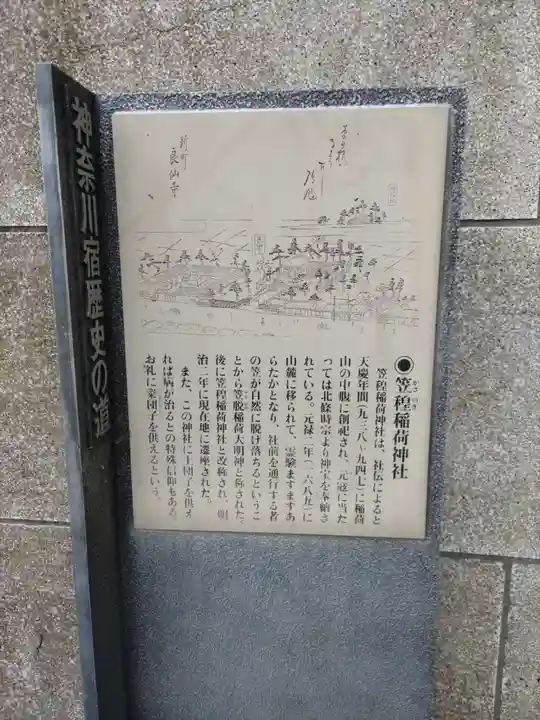 神奈川宿歴史の道
新町
良仙寺
●笠䅣稲荷神社
笠䅣稲荷神社は、社伝によると
天慶年間(九三八〜九四七)に稲荷
山の中腹に創祀され、元寇に当た
っては北條時宗より神宝を奉納さ
れている。元禄二年(一六八九)に
山麓に移られて、霊験ますますあ
らたかとなり、社前を通行する者
の笠が自然に脱げ落ちるというこ
とから笠脱稲荷大明神と称された。
後に笠䅣稲荷神社と改称され、明
治二年に現在地に遷座された。
また、この神社に土団子を供え
れば病が治るとの特殊信仰もある。
お礼に米団子を供えるという。